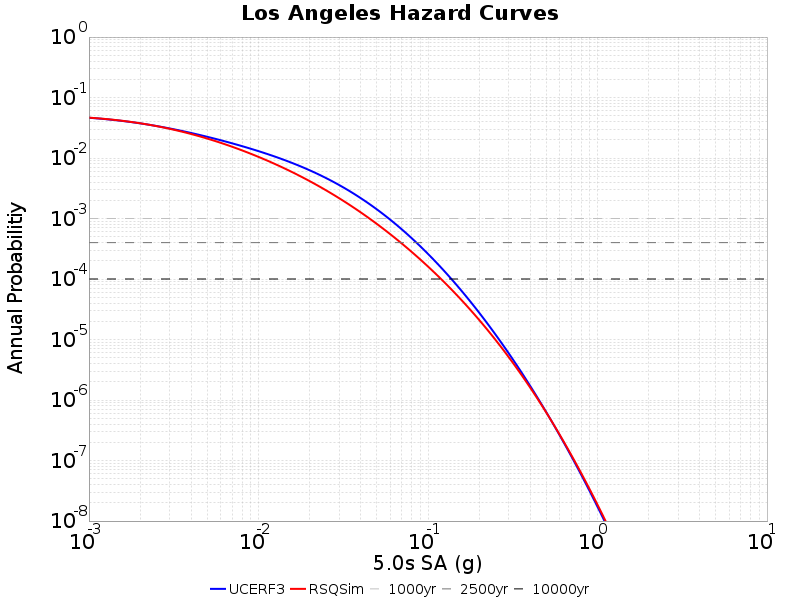 Los Angeles Hazard Curves
10^0
10^-1
10^-2
10^-3
10^-4
10^-5
10^-6
10^-7
10^-8
Annual Probabilitiy
10^-3 10^-2 10^-1 10^0 10^1
5.0s SA (g)
UCERF3 RSQSim 1000yr 2500yr 10000yr